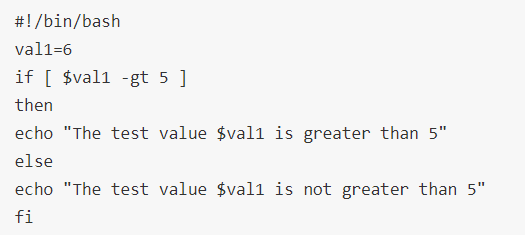 #!/bin/bash
val1=6
if [ $val1 -gt 5 ]
then
echo "The test value $val1 is greater than 5"
else
echo "The test value $val1 is not greater than 5"
fi